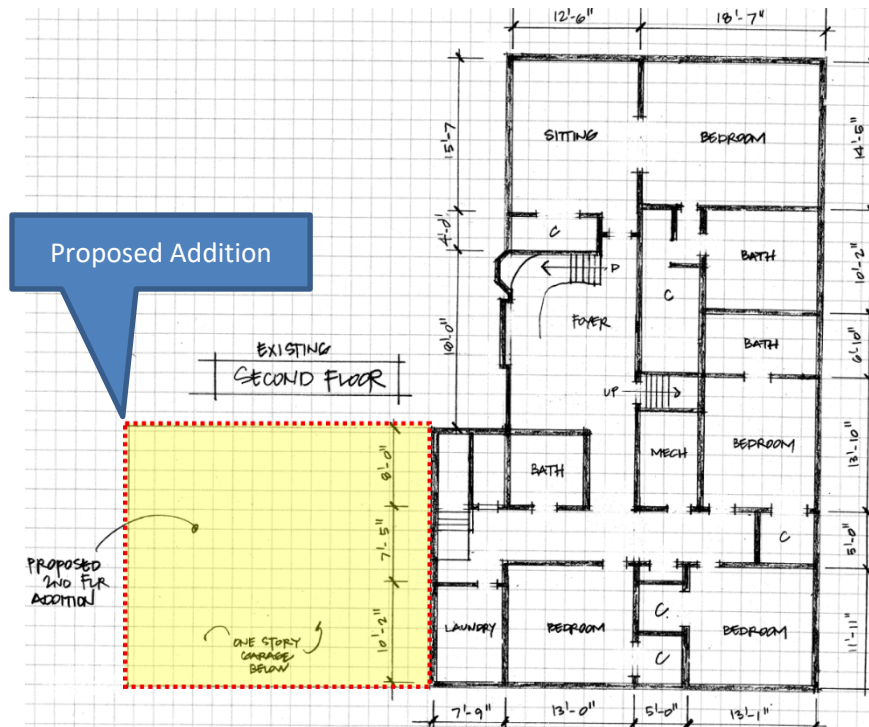 12'-6"
18'-7"
SITTING
BEDROOM
15'-7
14'-5"
C
4'-0"
Proposed Addition
BATH
10'-2"
C
FOYER
18'-0"
BATH
6'-10"
EXISTING
SECOND FLOOR
UP
8'-0"
BATH
MECH
BEDROOM
13'-10"
7'-5"
C
5'-0"
PROPOSED
2ND FLR
ADDITION
ONE STORY
GARAGE
BELOW
10'-2"
LAUNDRY
BEDROOM
C
C
BEDROOM
11'-11"
7'-9"
13'-0"
5'-0"
13'-1"